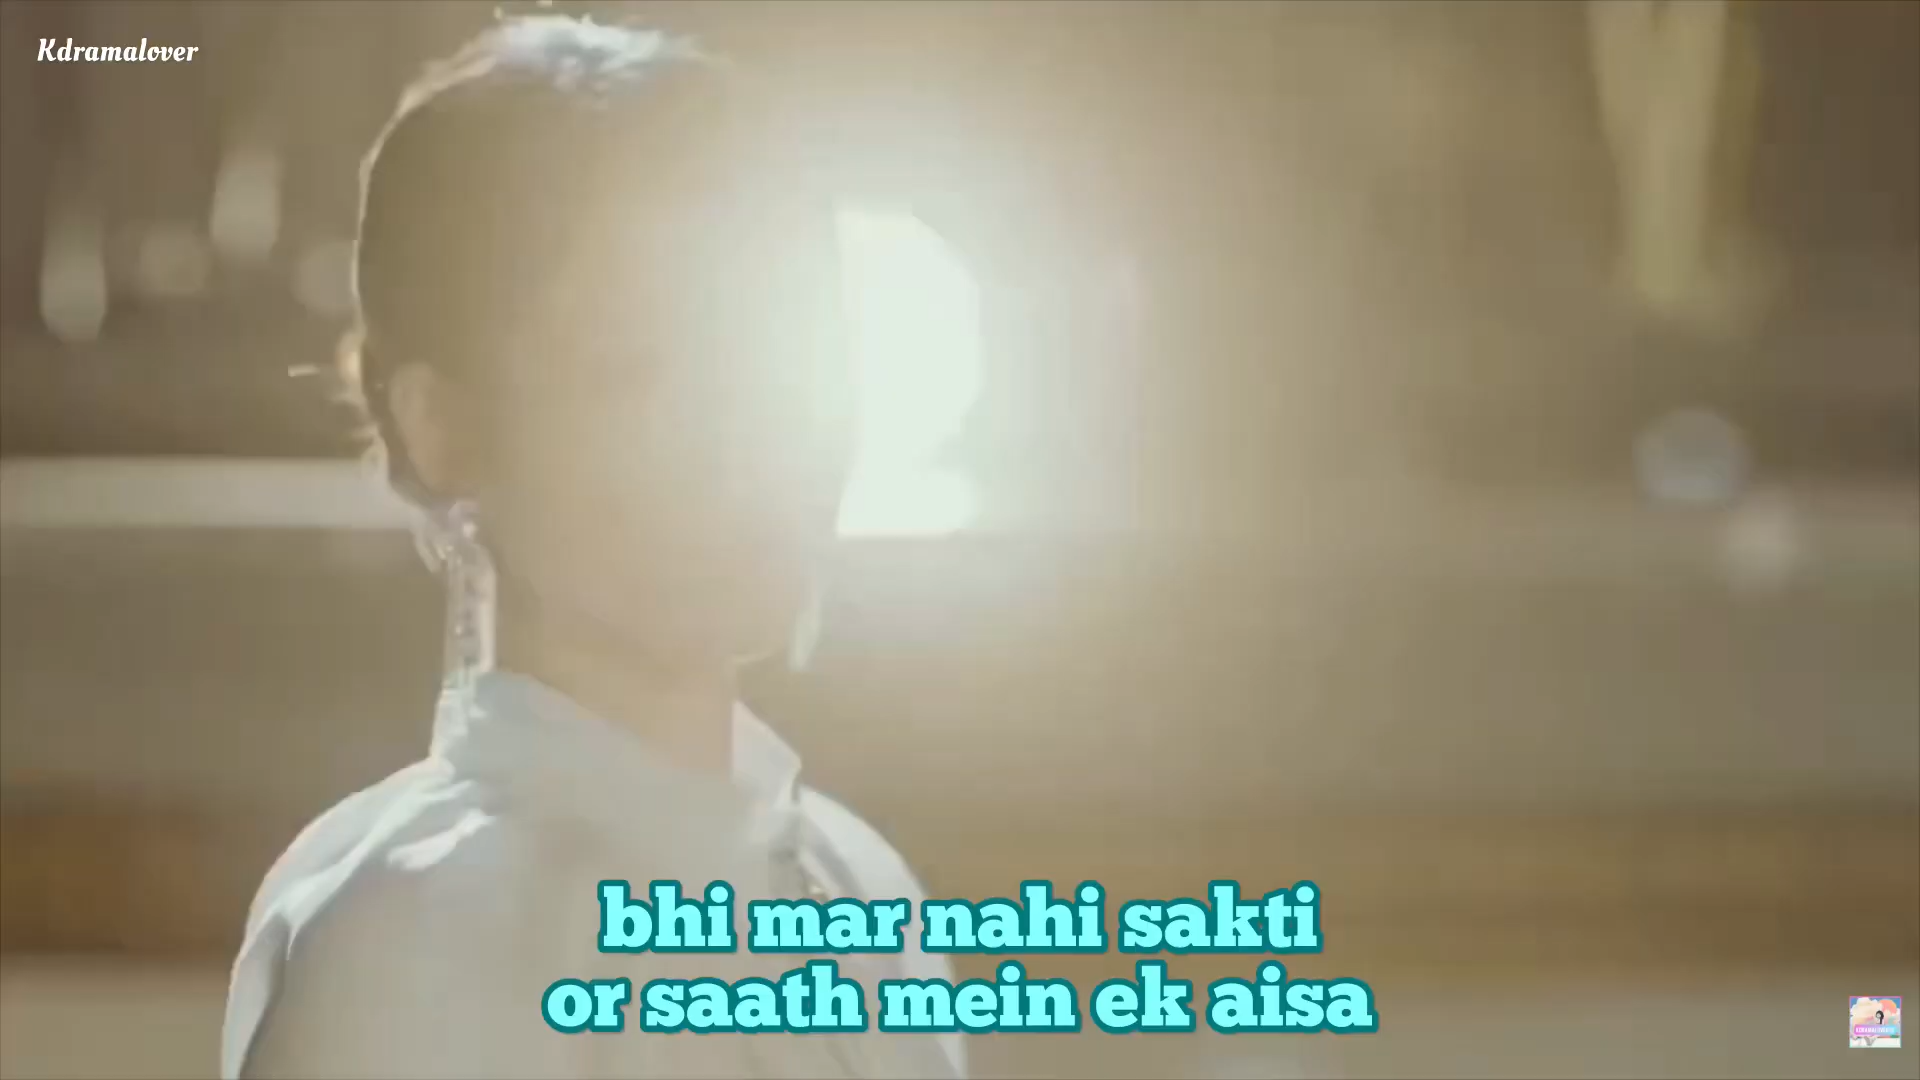 Kdramalover
bhi mar nahi sakti
or saath mein ek aisa